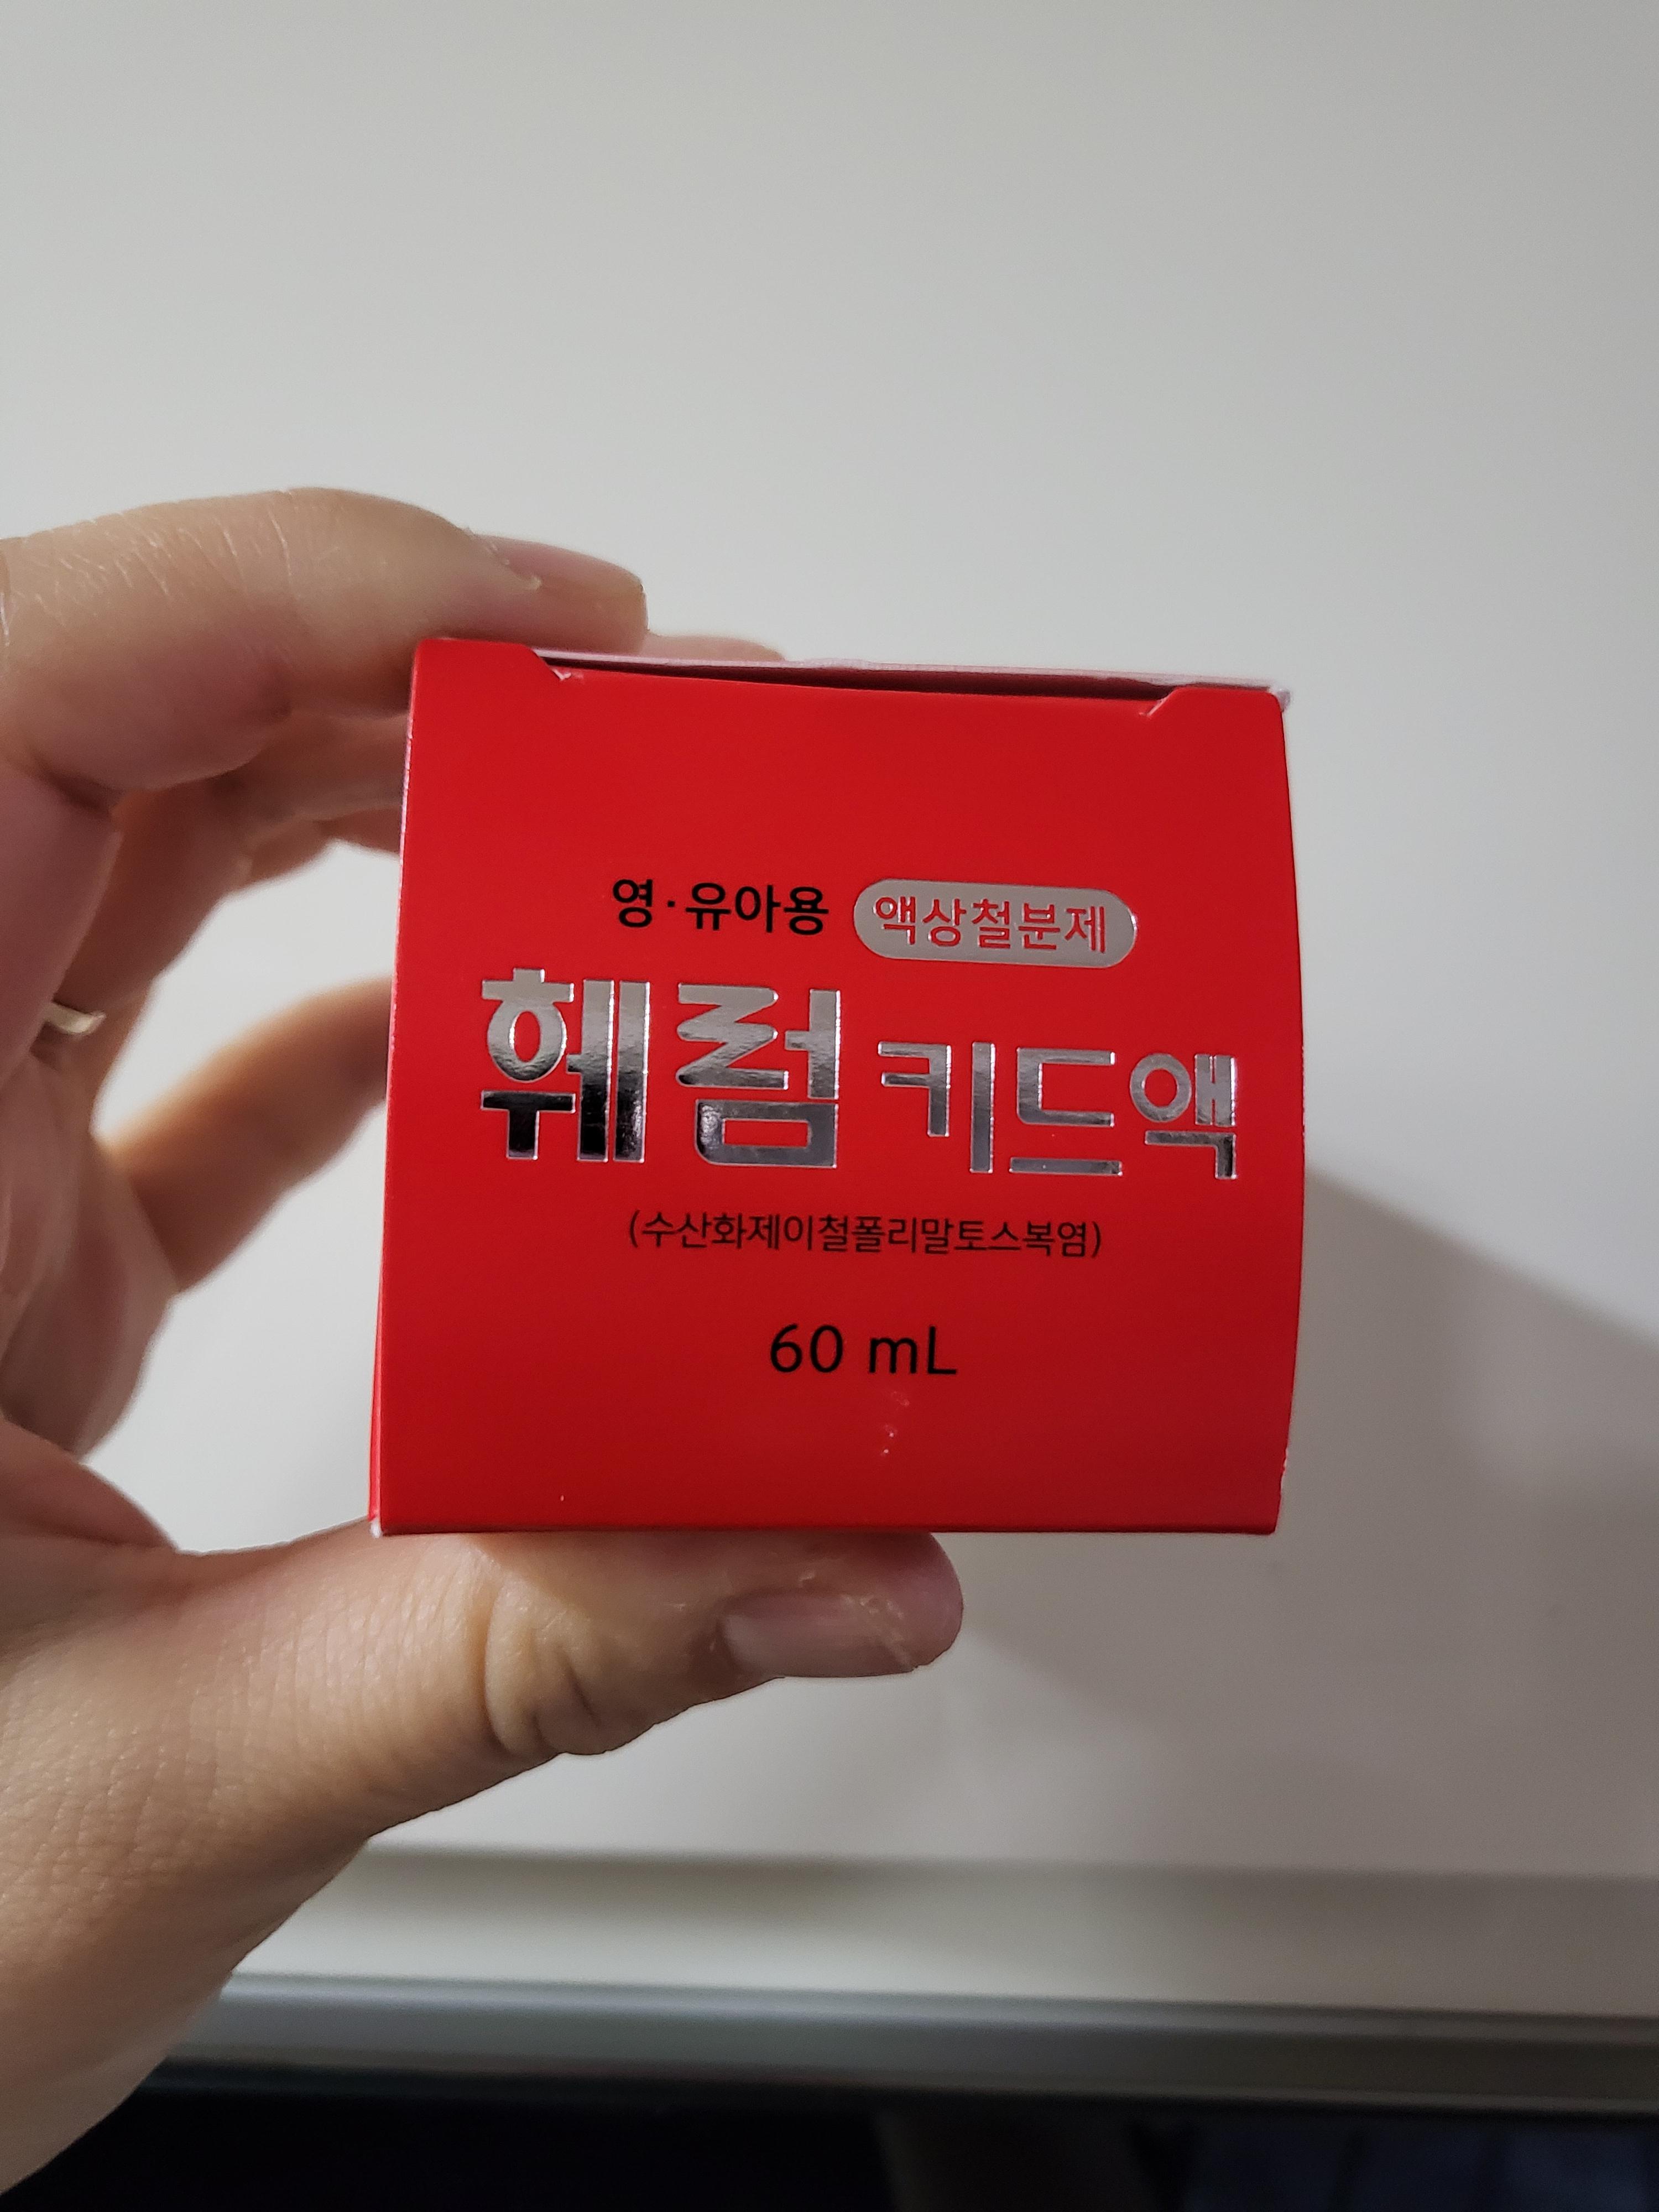 영·유아용 액상철분제
훼럼 키드액
(수산화제이철폴리말토스복염)
60 mL